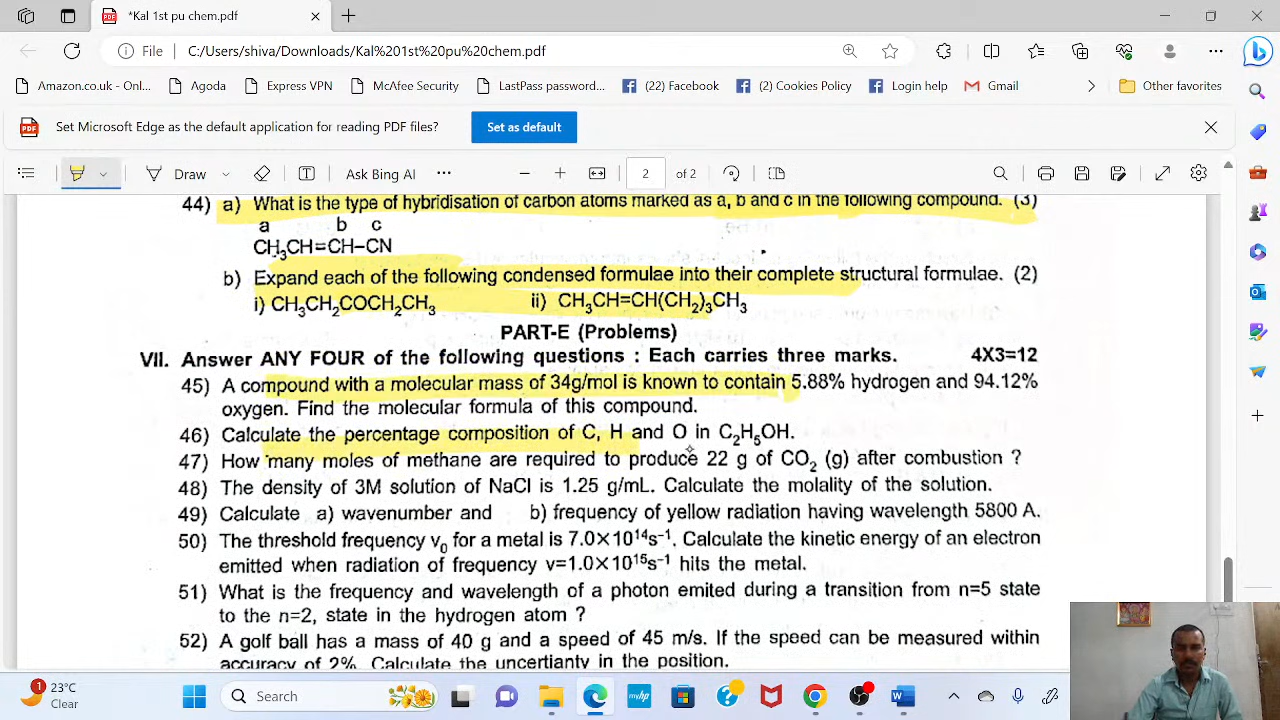 *Kal 1st pu chem.pdf
File C:/Users/shiva/Downloads/Kal%201st%20pu%20chem.pdf
Amazon.co.uk - Onl... Agoda Express VPN McAfee Security LastPass password... (22) Facebook (2) Cookies Policy Login help Gmail Other favorites
Set Microsoft Edge as the default application for reading PDF files? Set as default
Draw Ask Bing AI 2 of 2
44) a) What is the type of hybridisation of carbon atoms marked as a, b and c in the following compound. (3)
a b c
CH₃CH=CH–CN
b) Expand each of the following condensed formulae into their complete structural formulae. (2)
i) CH₃CH₂COCH₂CH₃ ii) CH₃CH=CH(CH₂)₃CH₃
PART-E (Problems)
VII. Answer ANY FOUR of the following questions : Each carries three marks. 4X3=12
45) A compound with a molecular mass of 34g/mol is known to contain 5.88% hydrogen and 94.12%
oxygen. Find the molecular formula of this compound.
46) Calculate the percentage composition of C, H and O in C₂H₅OH.
47) How many moles of methane are required to produce 22 g of CO₂ (g) after combustion ?
48) The density of 3M solution of NaCl is 1.25 g/mL. Calculate the molality of the solution.
49) Calculate a) wavenumber and b) frequency of yellow radiation having wavelength 5800 A.
50) The threshold frequency v₀ for a metal is 7.0×10¹⁴s⁻¹. Calculate the kinetic energy of an electron
emitted when radiation of frequency v=1.0×10¹⁵s⁻¹ hits the metal.
51) What is the frequency and wavelength of a photon emited during a transition from n=5 state
to the n=2, state in the hydrogen atom ?
52) A golf ball has a mass of 40 g and a speed of 45 m/s. If the speed can be measured within
accuracy of 2%. Calculate the uncertianty in the position.
1 23°C
Clear
Search